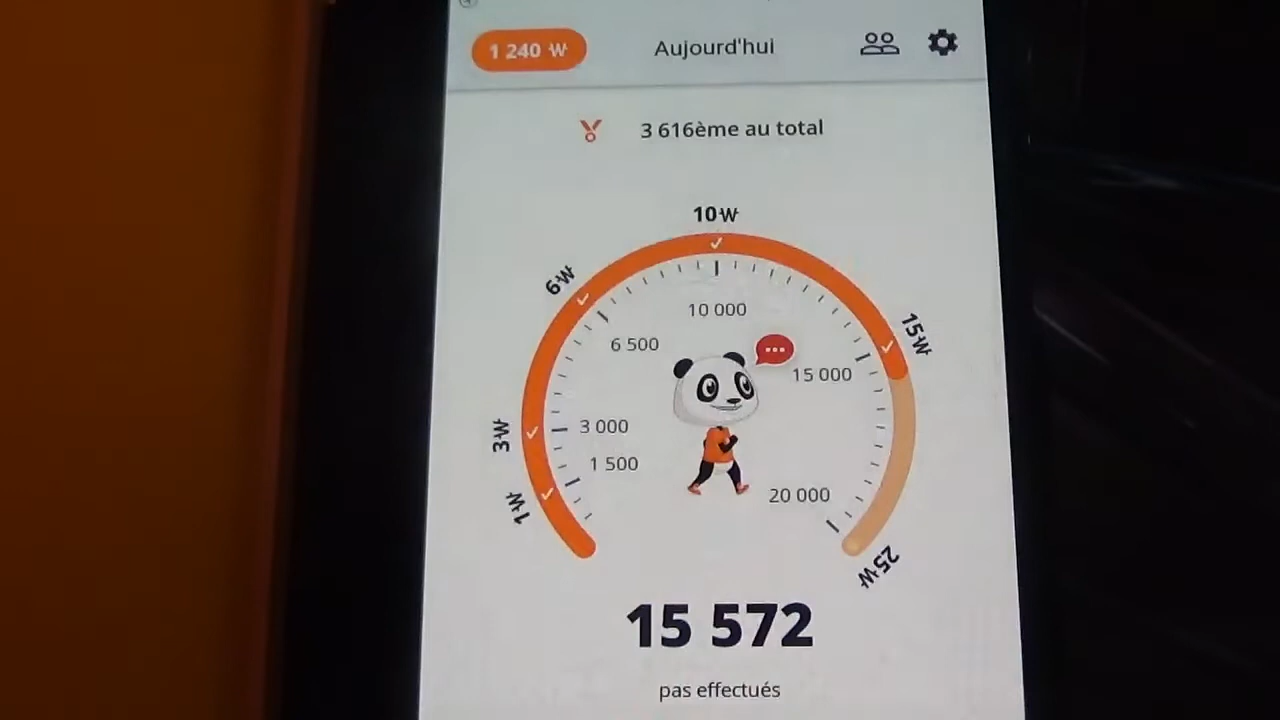 1 240 W
Aujourd'hui
3 616ème au total
10 W
6 W
15 W
10 000
6 500
15 000
3 W
3 000
1 500
1 W
20 000
25 W
15 572
pas effectués